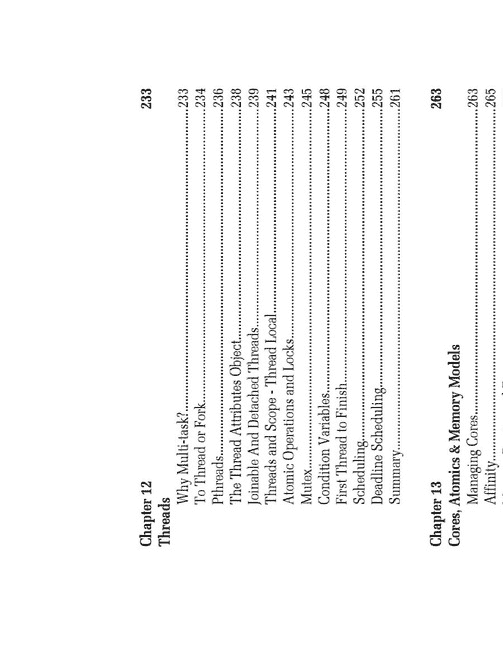 Chapter 12 233
Threads
Why Multi-task?.....233
To Thread or Fork.....234
Pthreads.....236
The Thread Attributes Object.....238
Joinable And Detached Threads.....239
Threads and Scope - Thread Local.....241
Atomic Operations and Locks.....243
Mutex.....245
Condition Variables.....248
First Thread to Finish.....249
Scheduling.....252
Deadline Scheduling.....255
Summary.....261
Chapter 13 263
Cores, Atomics & Memory Models
Managing Cores.....263
Affinity.....265